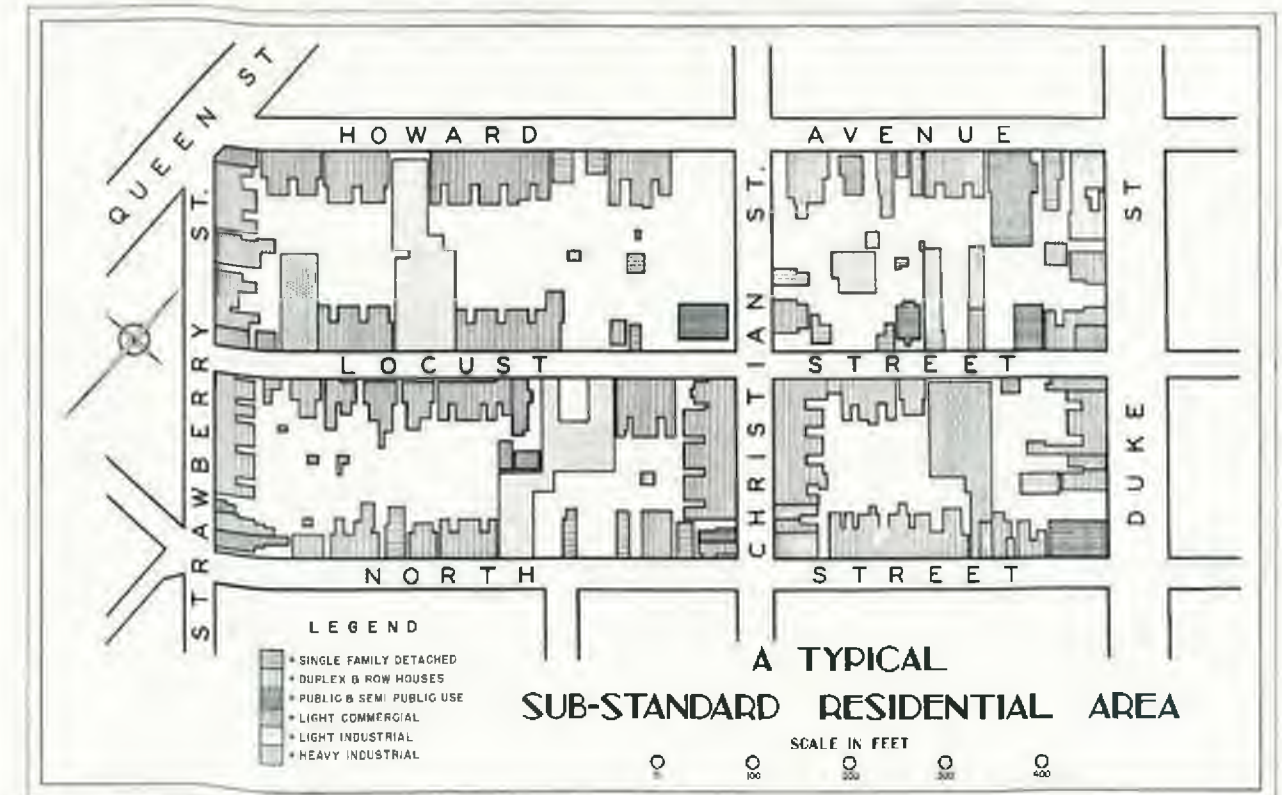 QUEEN ST
HOWARD AVENUE
STRAWBERRY ST.
CHRISTIAN ST.
DUKE ST
LOCUST STREET
NORTH STREET
LEGEND
SINGLE FAMILY DETACHED
DUPLEX & ROW HOUSES
PUBLIC & SEMI PUBLIC USE
LIGHT COMMERCIAL
LIGHT INDUSTRIAL
HEAVY INDUSTRIAL
A TYPICAL
SUB-STANDARD RESIDENTIAL AREA
SCALE IN FEET
100 200 300 400